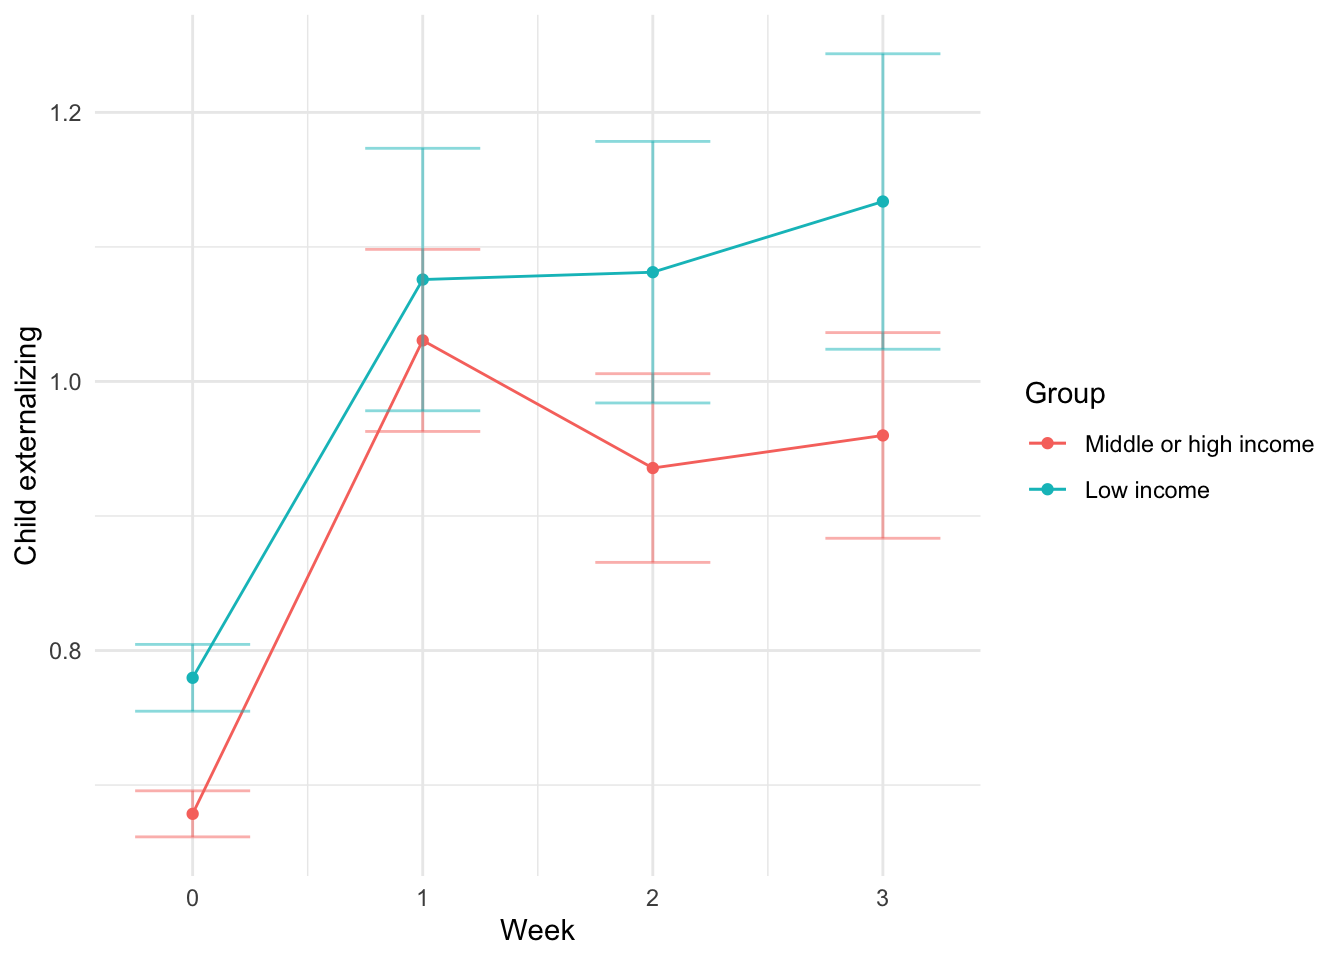 1.2
1.0
0.8
Child externalizing
0
1
2
3
Week
Group
Middle or high income
Low income